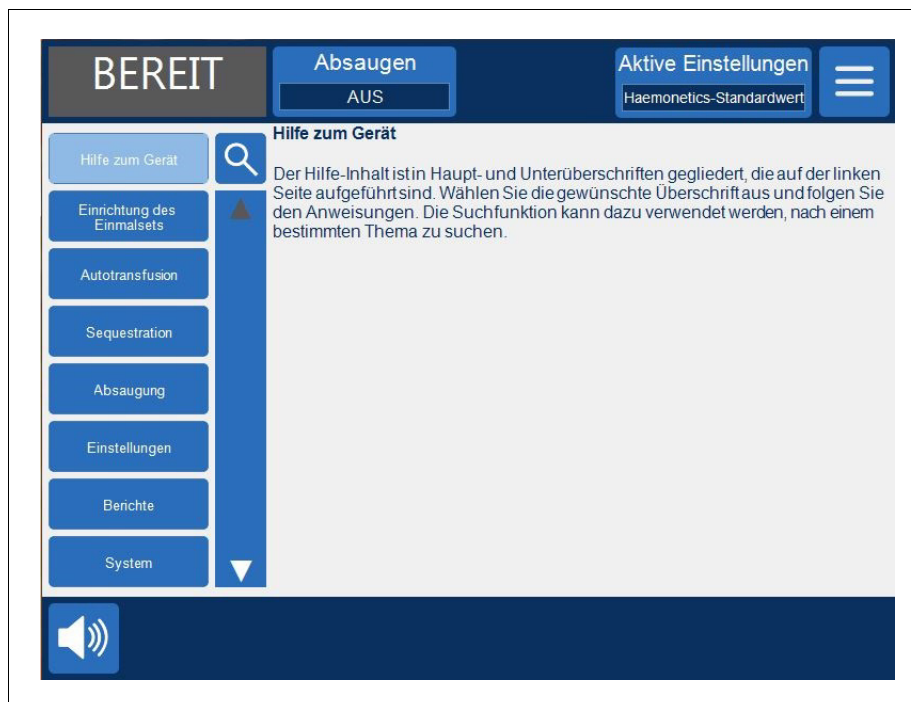 BEREIT
Absaugen
AUS
Aktive Einstellungen
Haemonetics-Standardwert
Hilfe zum Gerät
Einrichtung des
Einmalsets
Autotransfusion
Sequestration
Absaugung
Einstellungen
Berichte
System
Hilfe zum Gerät
Der Hilfe-Inhalt ist in Haupt- und Unterüberschriften gegliedert, die auf der linken
Seite aufgeführt sind. Wählen Sie die gewünschte Überschrift aus und folgen Sie
den Anweisungen. Die Suchfunktion kann dazu verwendet werden, nach einem
bestimmten Thema zu suchen.